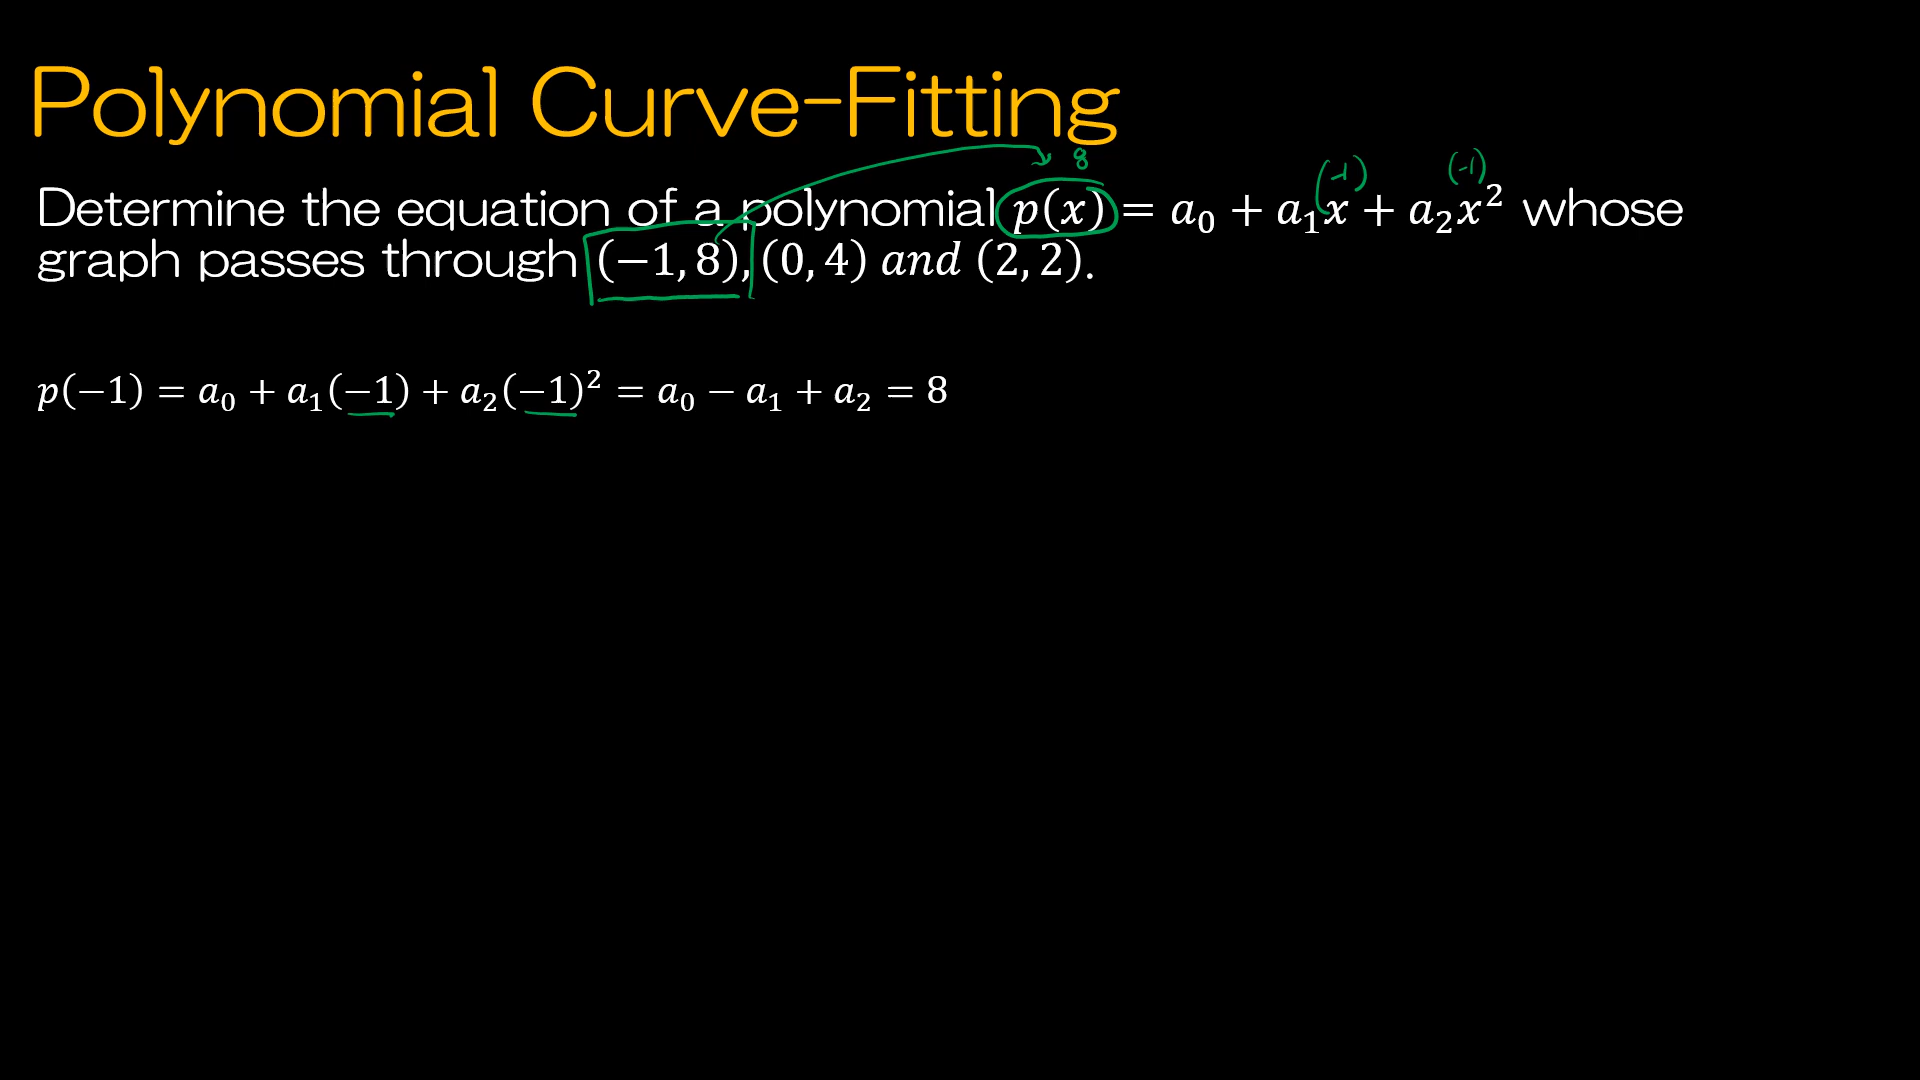 Polynomial Curve-Fitting
8 (-1) (-1)
Determine the equation of a polynomial p(x) = a₀ + a₁x + a₂x² whose
graph passes through (−1, 8), (0, 4) and (2, 2).
p(−1) = a₀ + a₁(−1) + a₂(−1)² = a₀ − a₁ + a₂ = 8